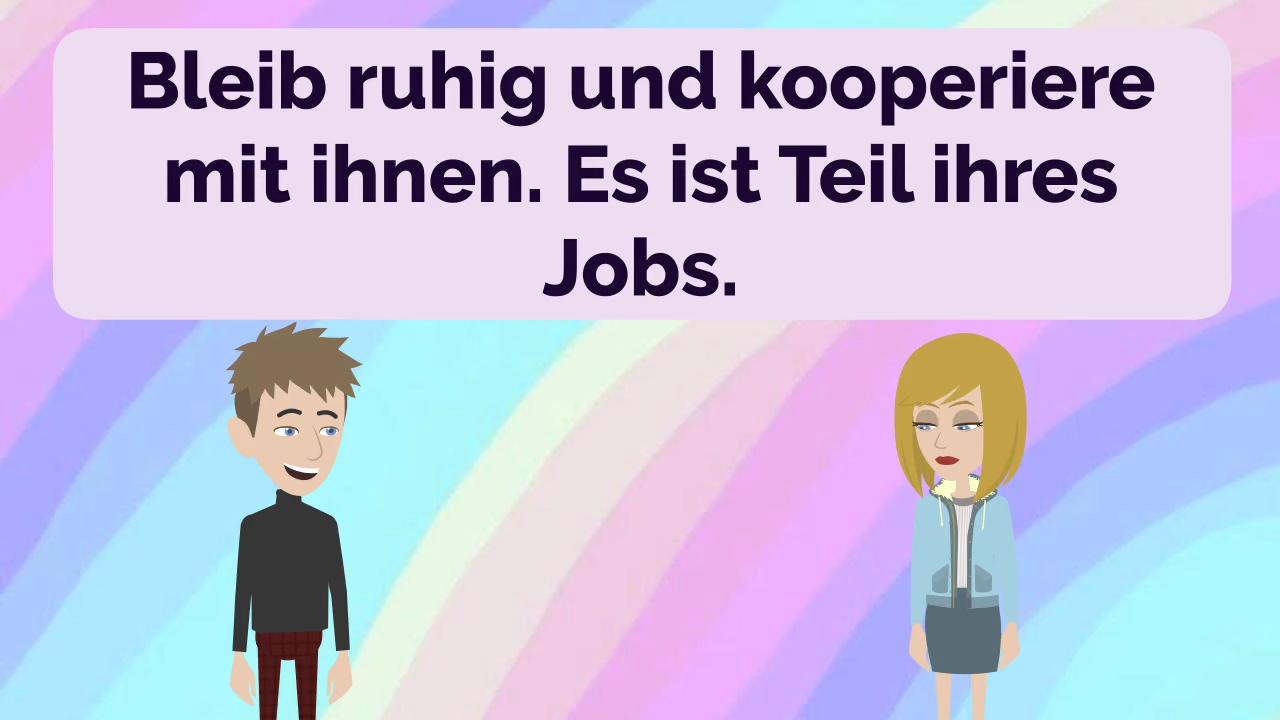 Bleib ruhig und kooperiere
mit ihnen. Es ist Teil ihres
Jobs.